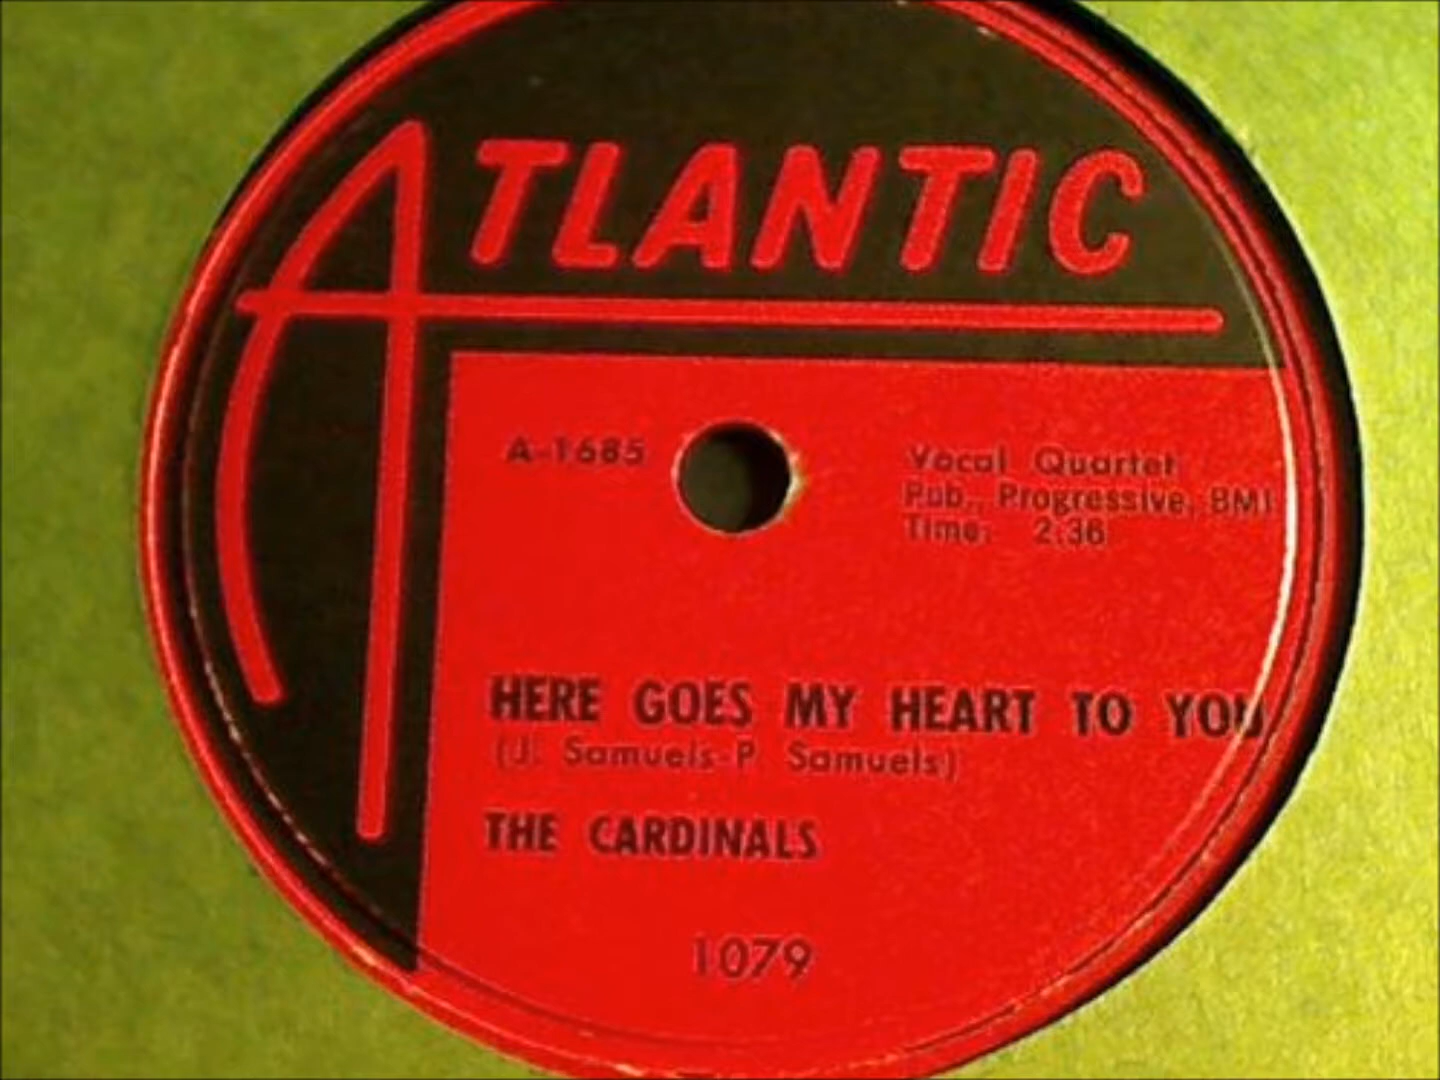 ATLANTIC
A-1685
Vocal Quartet
Pub., Progressive, BMI
Time: 2:36
HERE GOES MY HEART TO YOU
(J. Samuels-P. Samuels)
THE CARDINALS
1079